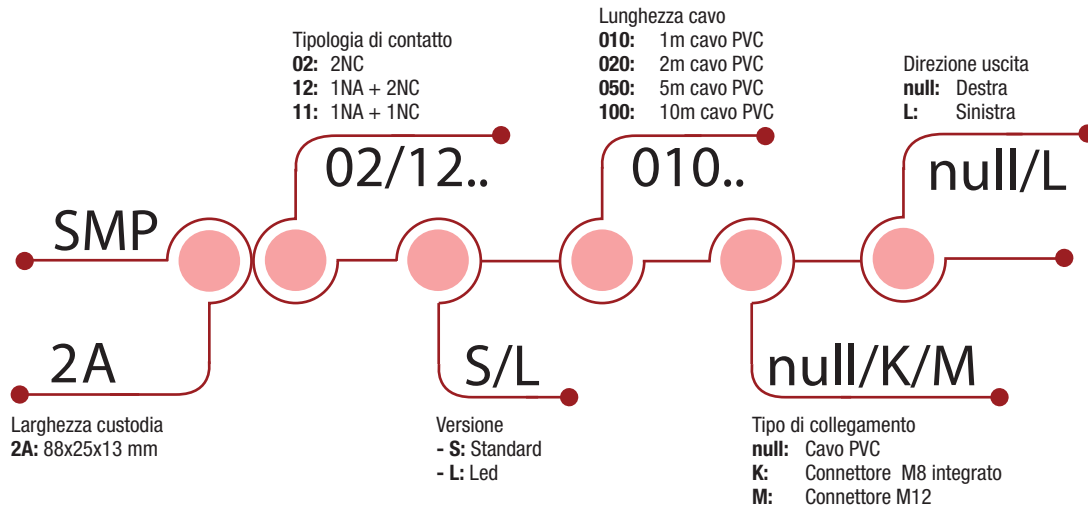 Tipologia di contatto
02: 2NC
12: 1NA + 2NC
11: 1NA + 1NC
Lunghezza cavo
010: 1m cavo PVC
020: 2m cavo PVC
050: 5m cavo PVC
100: 10m cavo PVC
Direzione uscita
null: Destra
L: Sinistra
02/12..
010..
null/L
SMP
2A
S/L
null/K/M
Larghezza custodia
2A: 88x25x13 mm
Versione
- S: Standard
- L: Led
Tipo di collegamento
null: Cavo PVC
K: Connettore M8 integrato
M: Connettore M12